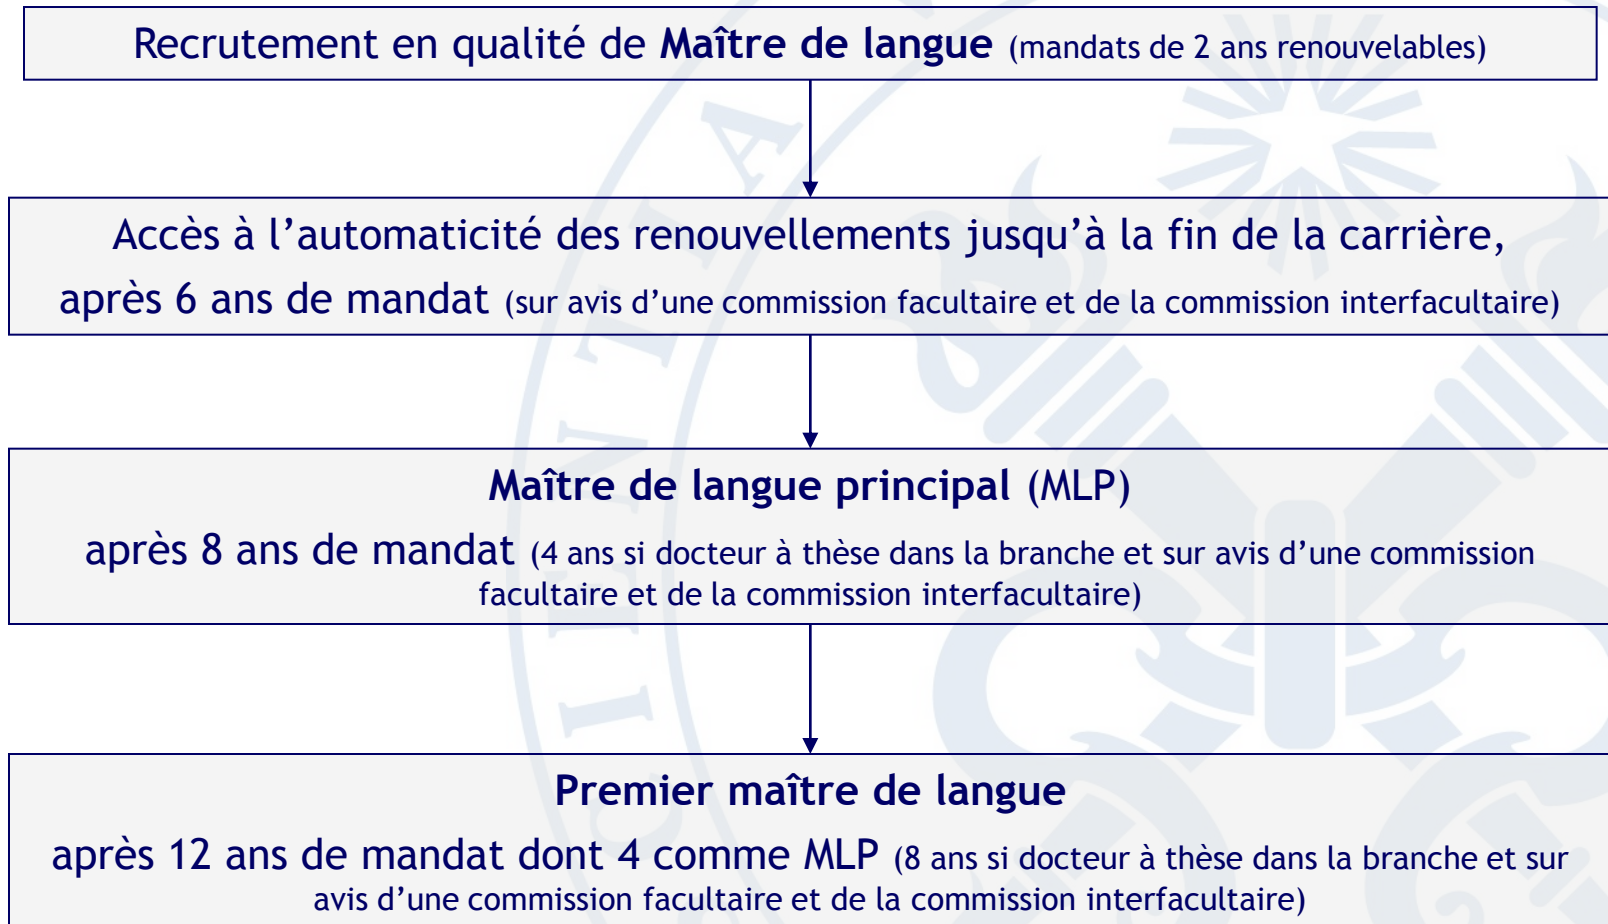 Recrutement en qualité de Maître de langue (mandats de 2 ans renouvelables)
Accès à l’automaticité des renouvellements jusqu’à la fin de la carrière,
après 6 ans de mandat (sur avis d’une commission facultaire et de la commission interfacultaire)
Maître de langue principal (MLP)
après 8 ans de mandat (4 ans si docteur à thèse dans la branche et sur avis d’une commission
facultaire et de la commission interfacultaire)
Premier maître de langue
après 12 ans de mandat dont 4 comme MLP (8 ans si docteur à thèse dans la branche et sur
avis d’une commission facultaire et de la commission interfacultaire)